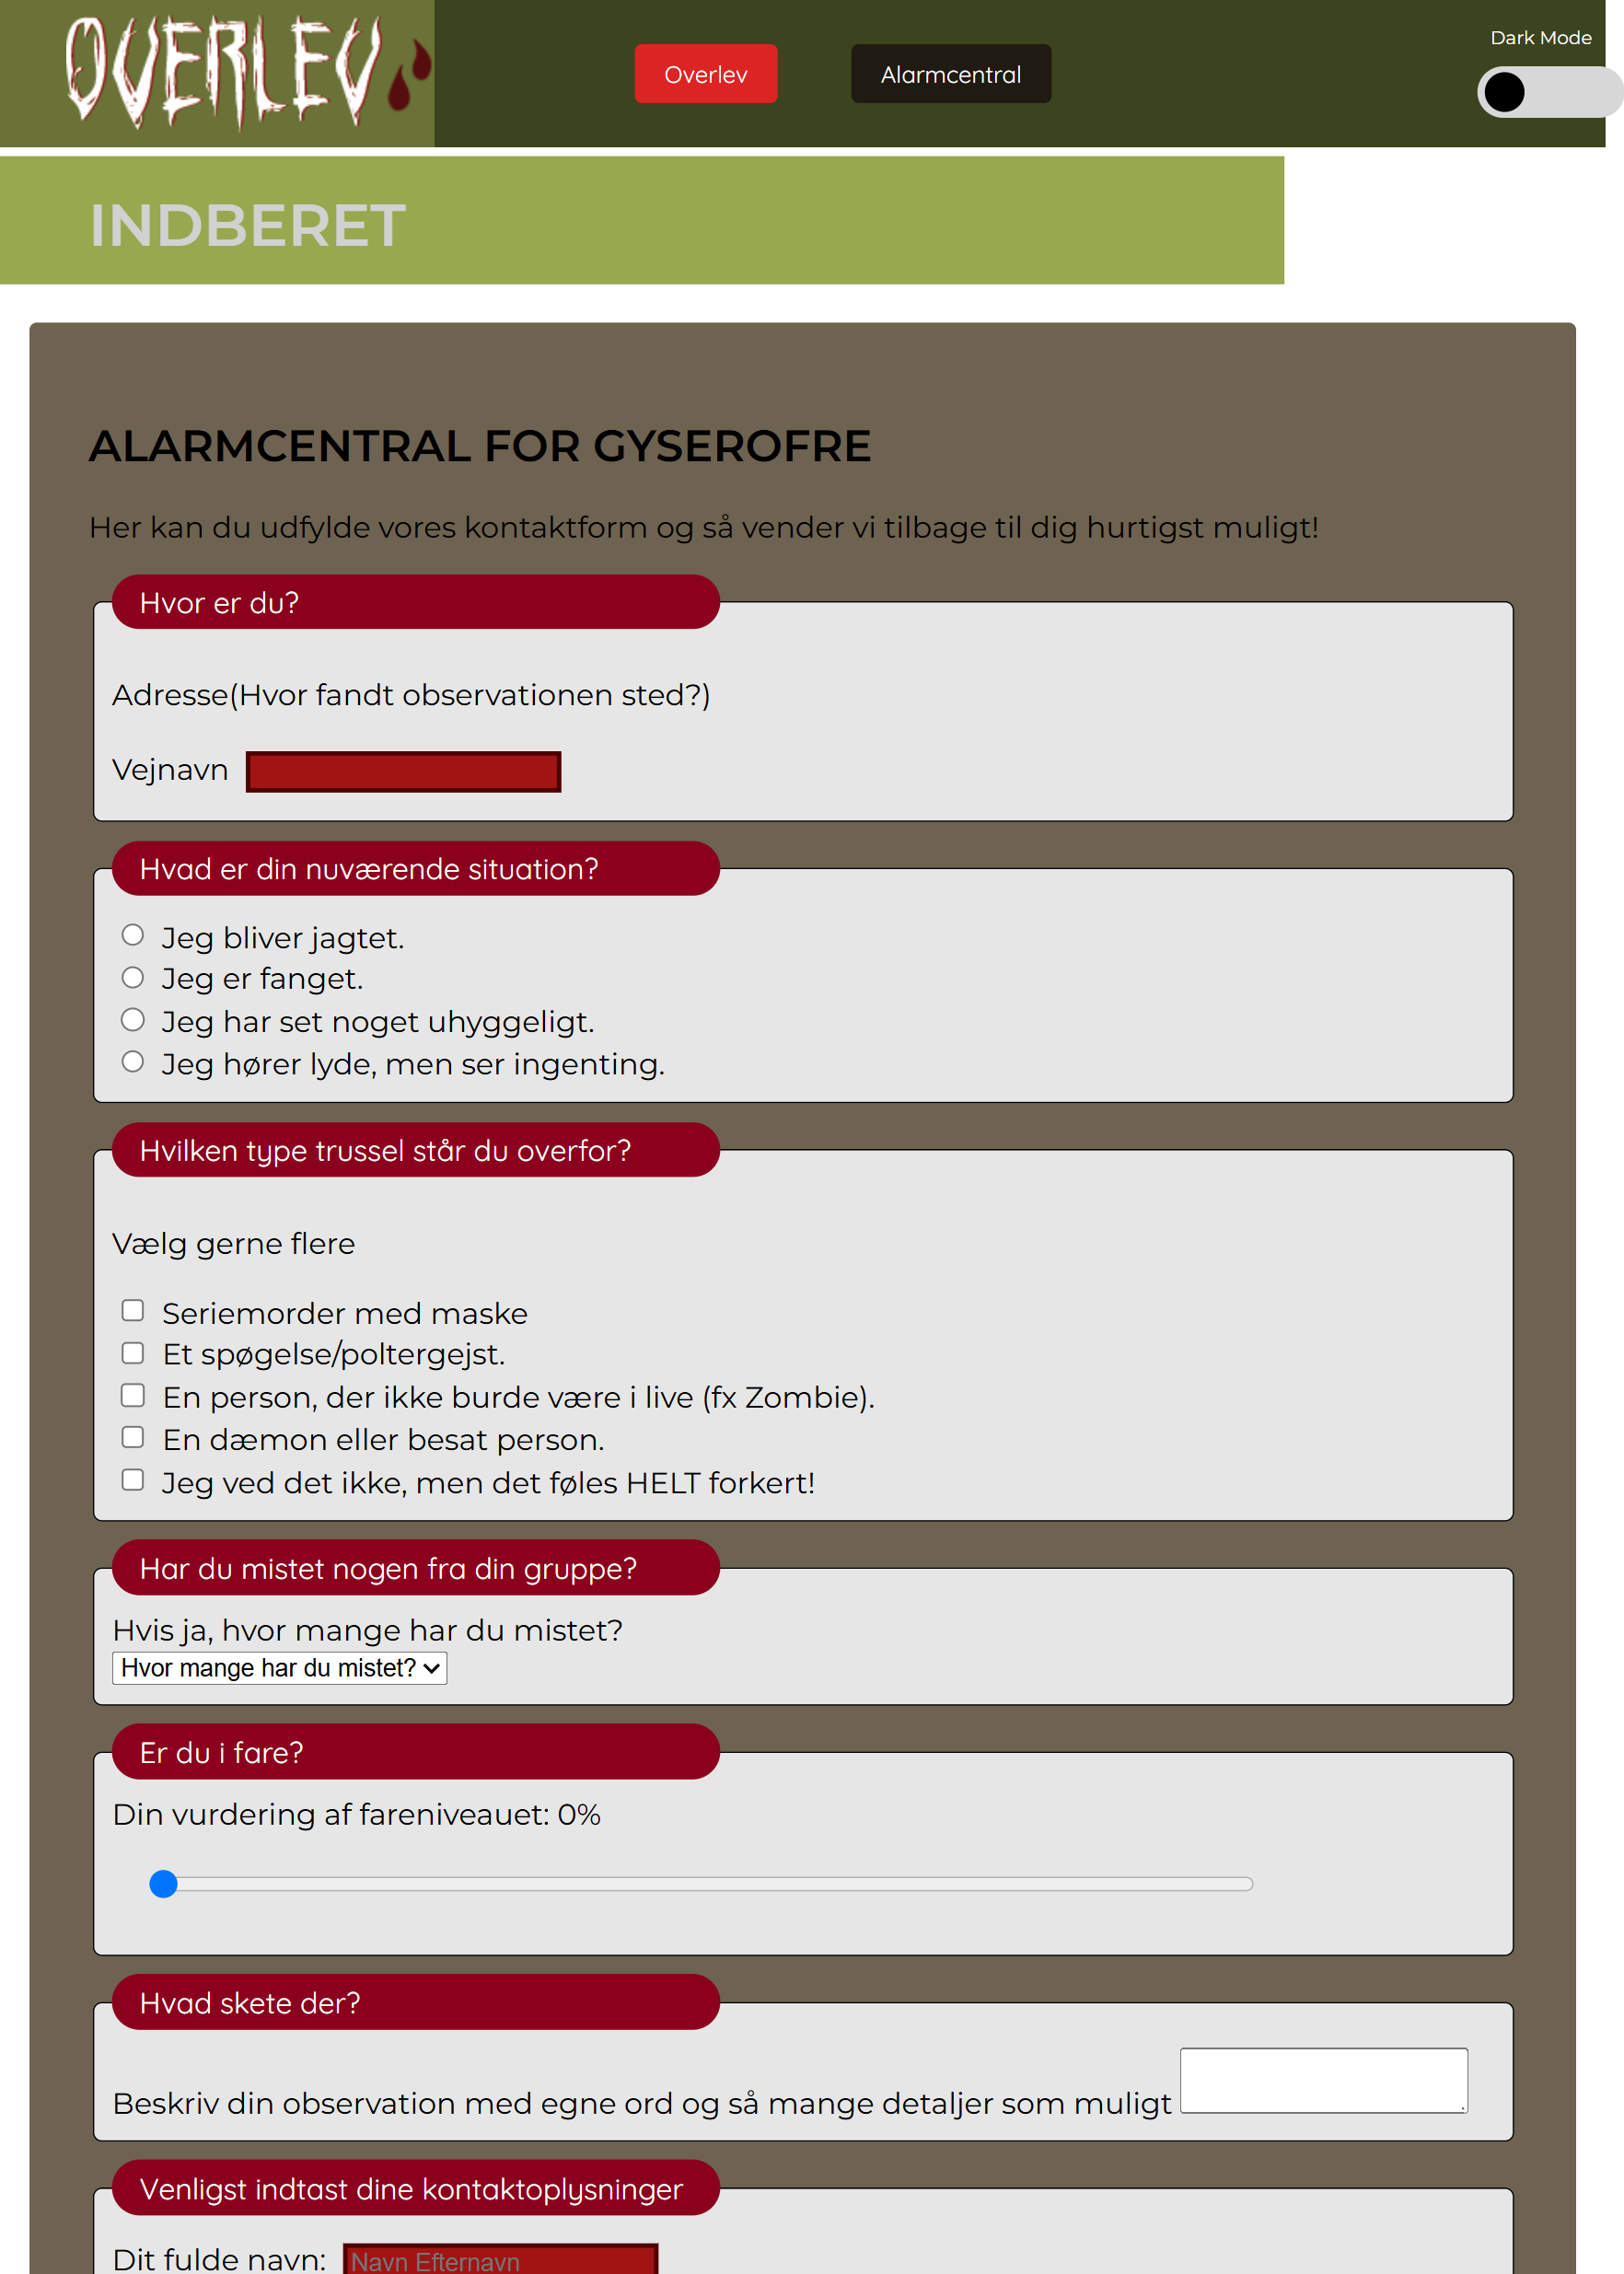 OVERLEV
Overlev
Alarmcentral
Dark Mode
INDBERET
ALARMCENTRAL FOR GYSEROFRE
Her kan du udfylde vores kontaktform og så vender vi tilbage til dig hurtigst muligt!
Hvor er du?
Adresse(Hvor fandt observationen sted?)
Vejnavn
Hvad er din nuværende situation?
Jeg bliver jagtet.
Jeg er fanget.
Jeg har set noget uhyggeligt.
Jeg hører lyde, men ser ingenting.
Hvilken type trussel står du overfor?
Vælg gerne flere
Seriemorder med maske
Et spøgelse/poltergejst.
En person, der ikke burde være i live (fx Zombie).
En dæmon eller besat person.
Jeg ved det ikke, men det føles HELT forkert!
Har du mistet nogen fra din gruppe?
Hvis ja, hvor mange har du mistet?
Hvor mange har du mistet?
Er du i fare?
Din vurdering af fareniveauet: 0%
Hvad skete der?
Beskriv din observation med egne ord og så mange detaljer som muligt
Venligst indtast dine kontaktoplysninger
Dit fulde navn:
Navn Efternavn